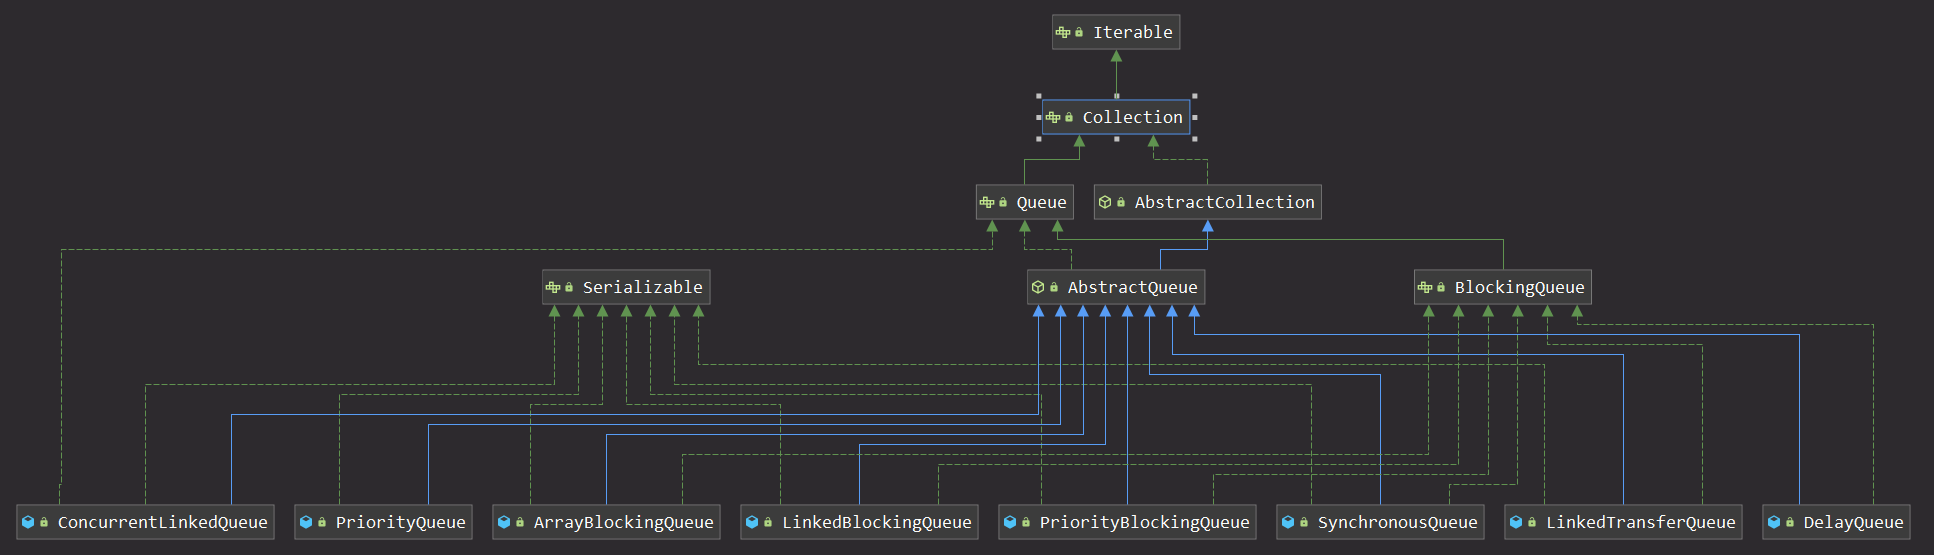 Iterable
Collection
Queue
AbstractCollection
Serializable
AbstractQueue
BlockingQueue
ConcurrentLinkedQueue
PriorityQueue
ArrayBlockingQueue
LinkedBlockingQueue
PriorityBlockingQueue
SynchronousQueue
LinkedTransferQueue
DelayQueue